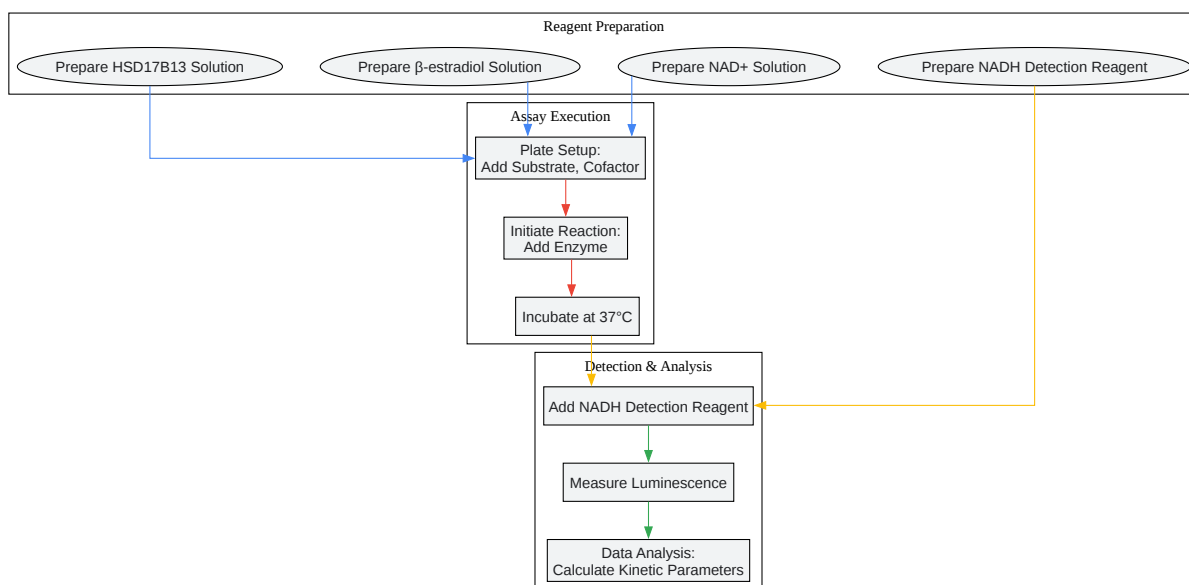 Reagent Preparation
Prepare HSD17B13 Solution
Prepare β-estradiol Solution
Prepare NAD+ Solution
Prepare NADH Detection Reagent
Assay Execution
Plate Setup:
Add Substrate, Cofactor
Initiate Reaction:
Add Enzyme
Incubate at 37°C
Detection & Analysis
Add NADH Detection Reagent
Measure Luminescence
Data Analysis:
Calculate Kinetic Parameters